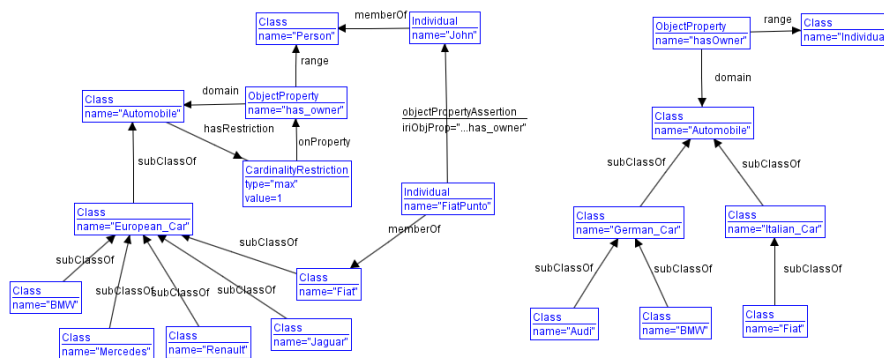 Class
name="Person"
memberOf
Individual
name="John"
range
Class
name="Automobile"
domain
ObjectProperty
name="has_owner"
hasRestriction
onProperty
objectPropertyAssertion
iriObjProp="...has_owner"
subClassOf
CardinalityRestriction
type="max"
value=1
Individual
name="FiatPunto"
memberOf
Class
name="European_Car"
subClassOf
Class
name="Fiat"
subClassOf
subClassOf
subClassOf
subClassOf
Class
name="BMW"
Class
name="Mercedes"
Class
name="Renault"
Class
name="Jaguar"
ObjectProperty
name="hasOwner"
range
Class
name="Individua
domain
Class
name="Automobile"
subClassOf
subClassOf
Class
name="German_Car"
Class
name="Italian_Car"
subClassOf
subClassOf
subClassOf
Class
name="Audi"
Class
name="BMW"
Class
name="Fiat"